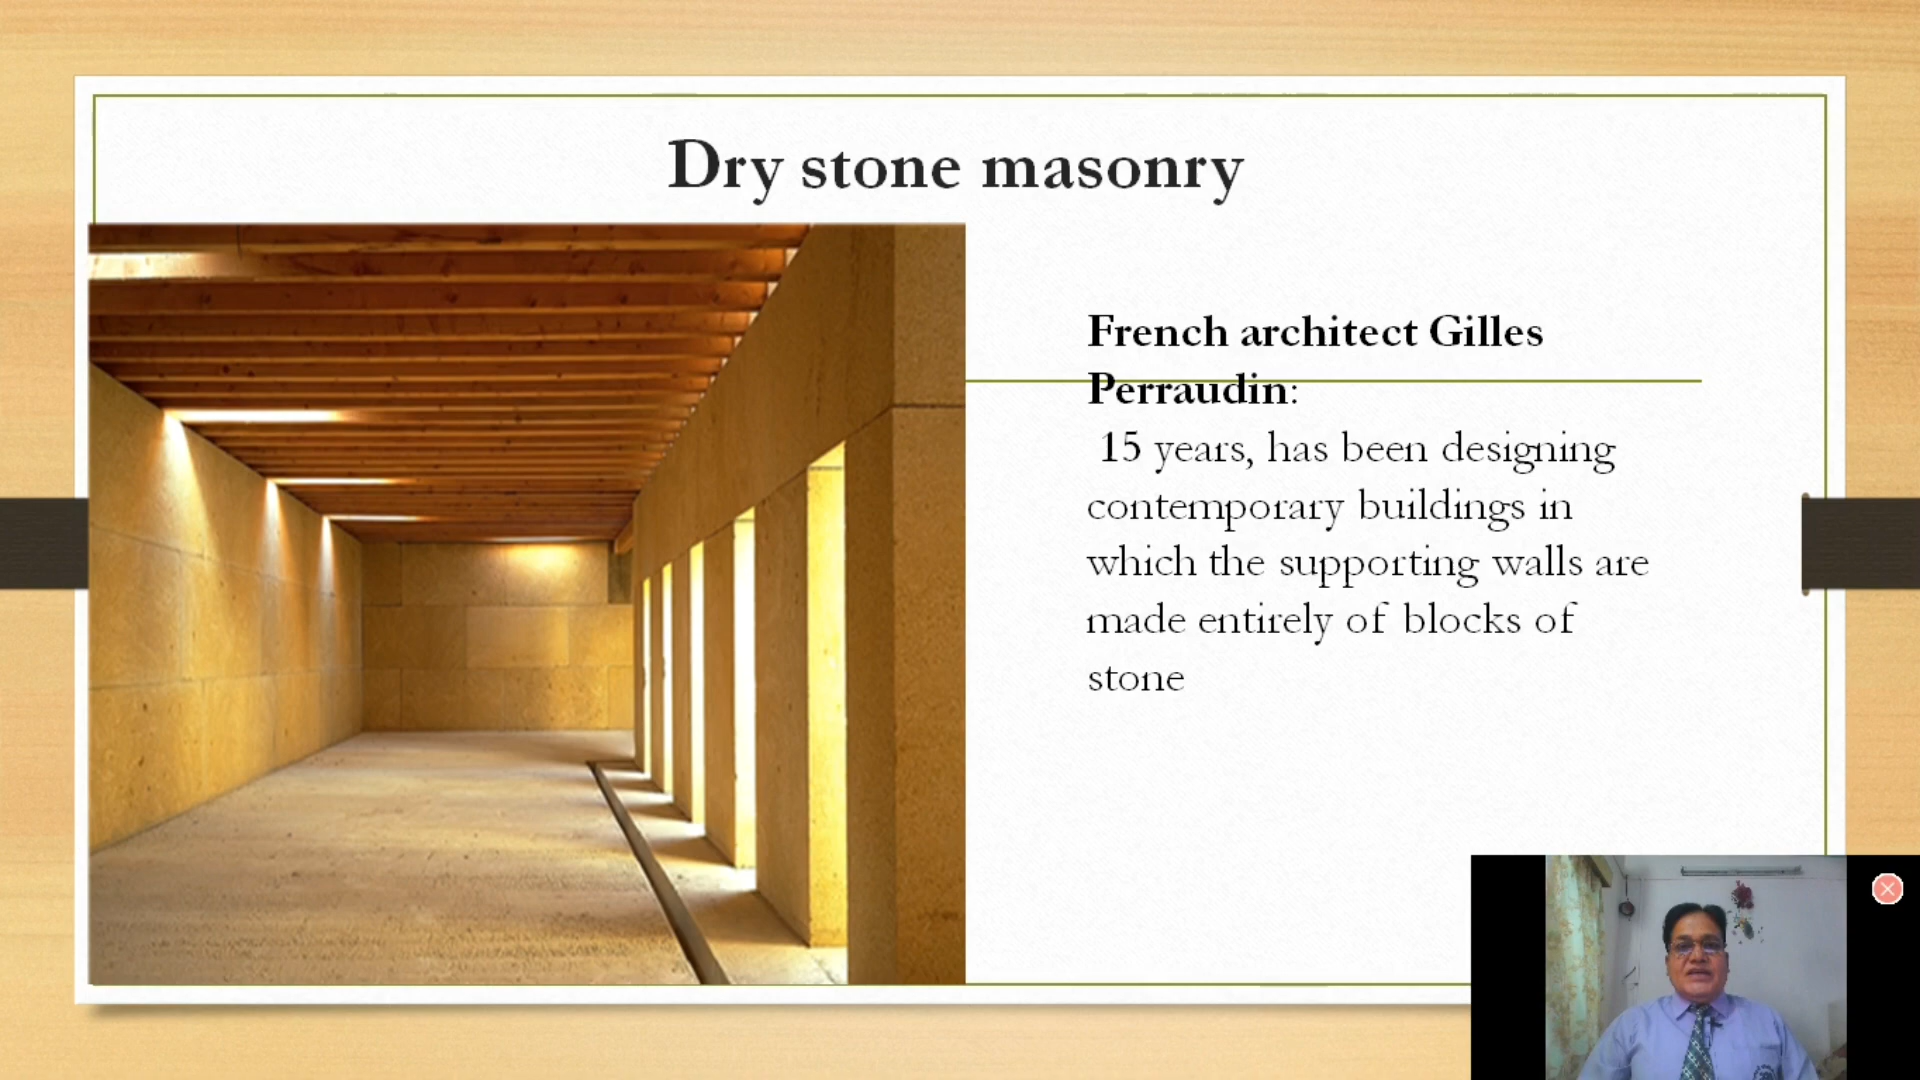 Dry stone masonry
French architect Gilles
Perraudin:
15 years, has been designing
contemporary buildings in
which the supporting walls are
made entirely of blocks of
stone